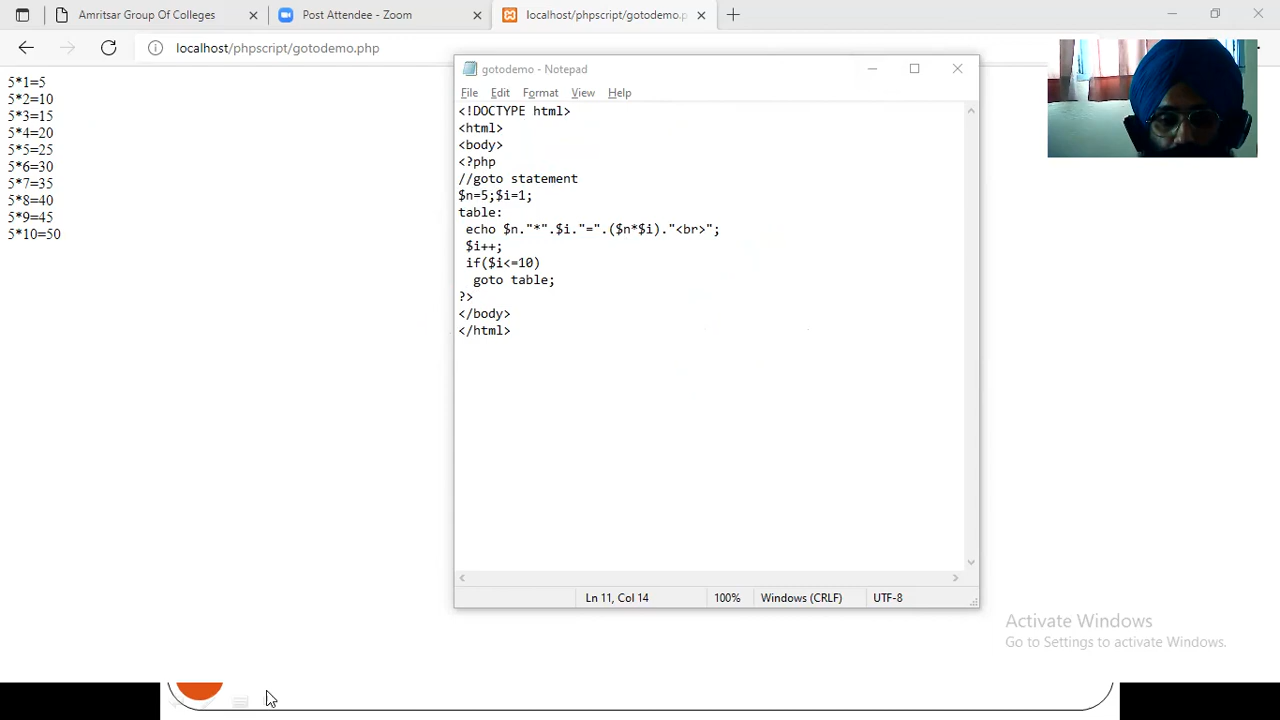 Amritsar Group Of Colleges
Post Attendee - Zoom
localhost/phpscript/gotodemo.p
localhost/phpscript/gotodemo.php
5*1=5
5*2=10
5*3=15
5*4=20
5*5=25
5*6=30
5*7=35
5*8=40
5*9=45
5*10=50
gotodemo - Notepad
File Edit Format View Help
<!DOCTYPE html>
<html>
<body>
<?php
//goto statement
$n=5;$i=1;
table:
echo $n."*".$i."=".($n*$i)."<br>";
$i++;
if($i<=10)
goto table;
?>
</body>
</html>
Ln 11, Col 14 100% Windows (CRLF) UTF-8
Activate Windows
Go to Settings to activate Windows.